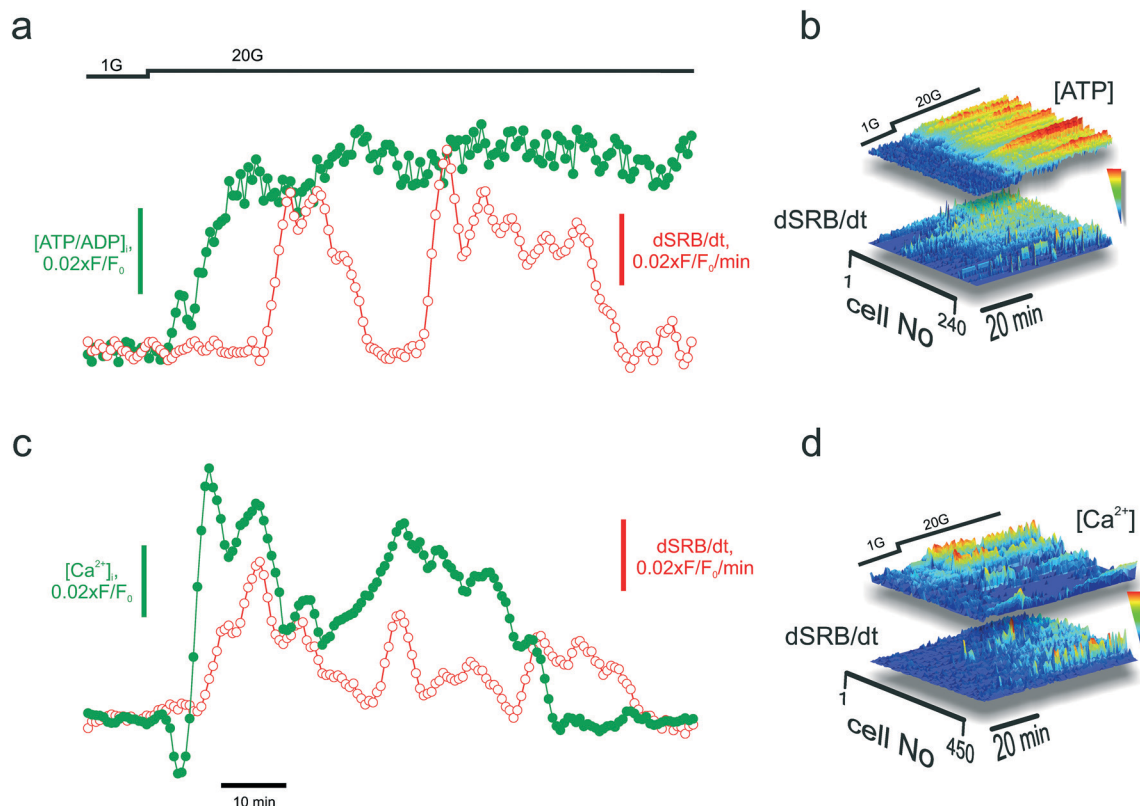 a
1G
20G
[ATP/ADP]i,
0.02xF/F0
dSRB/dt,
0.02xF/F0/min
b
1G
20G
[ATP]
dSRB/dt
1
cell No
240
20 min
c
[Ca2+]i,
0.02xF/F0
dSRB/dt,
0.02xF/F0/min
10 min
d
1G
20G
[Ca2+]
dSRB/dt
1
cell No
450
20 min